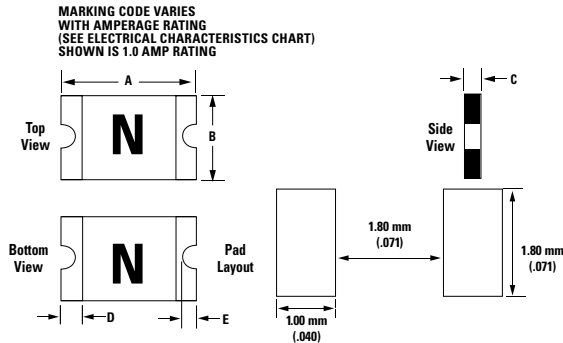 MARKING CODE VARIES
WITH AMPERAGE RATING
(SEE ELECTRICAL CHARACTERISTICS CHART)
SHOWN IS 1.0 AMP RATING
A
C
Top
View
N
B
Side
View
Bottom
View
N
Pad
Layout
1.80 mm
(.071)
1.80 mm
(.071)
D
E
1.00 mm
(.040)